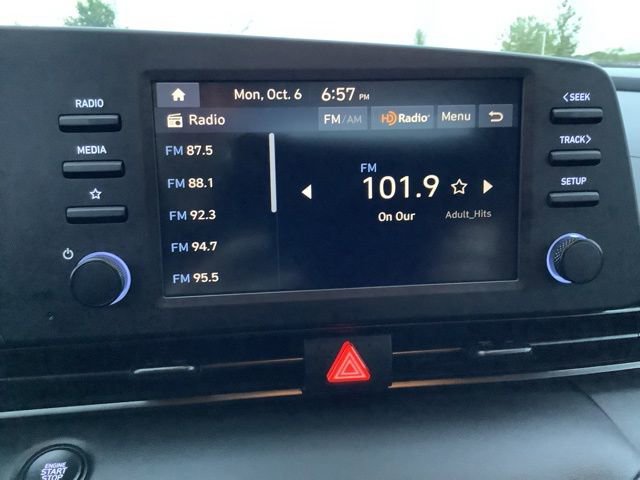 RADIO
MEDIA
Mon, Oct. 6 6:57 PM
Radio FM/AM HD Radio Menu
FM 87.5
FM 88.1
FM 92.3
FM 94.7
FM 95.5
FM
101.9
On Our Adult_Hits
< SEEK
TRACK >
SETUP
ENGINE
START
STOP